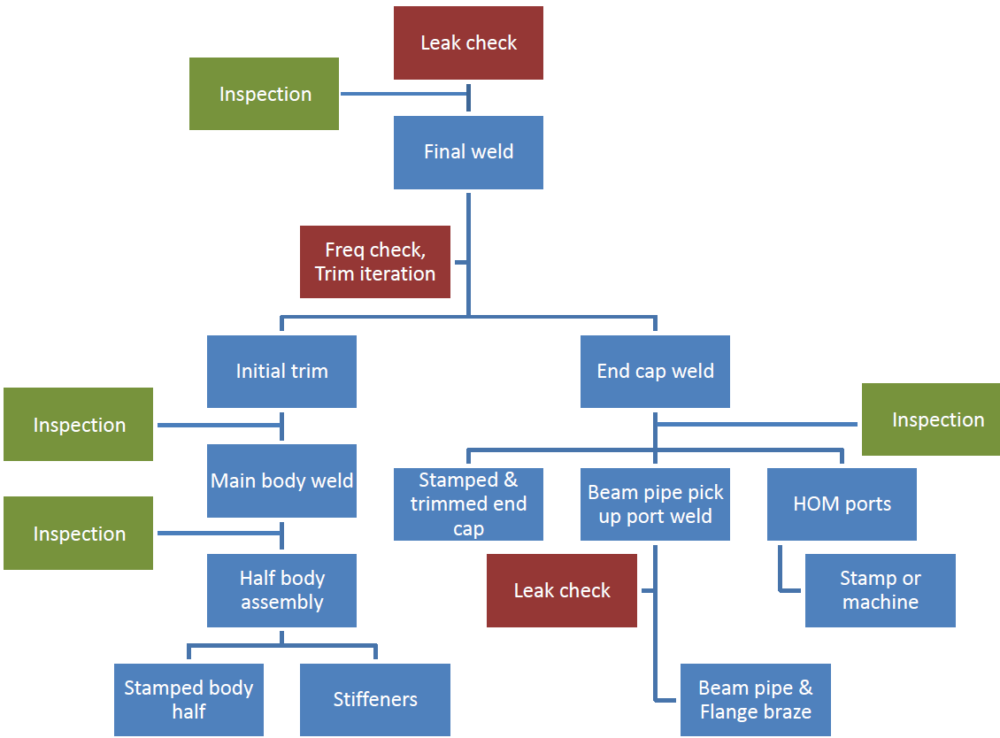 Leak check
Inspection
Final weld
Freq check,
Trim iteration
Initial trim
End cap weld
Inspection
Inspection
Main body weld
Stamped &
trimmed end
cap
Beam pipe pick
up port weld
HOM ports
Inspection
Half body
assembly
Leak check
Stamp or
machine
Stamped body
half
Stiffeners
Beam pipe &
Flange braze